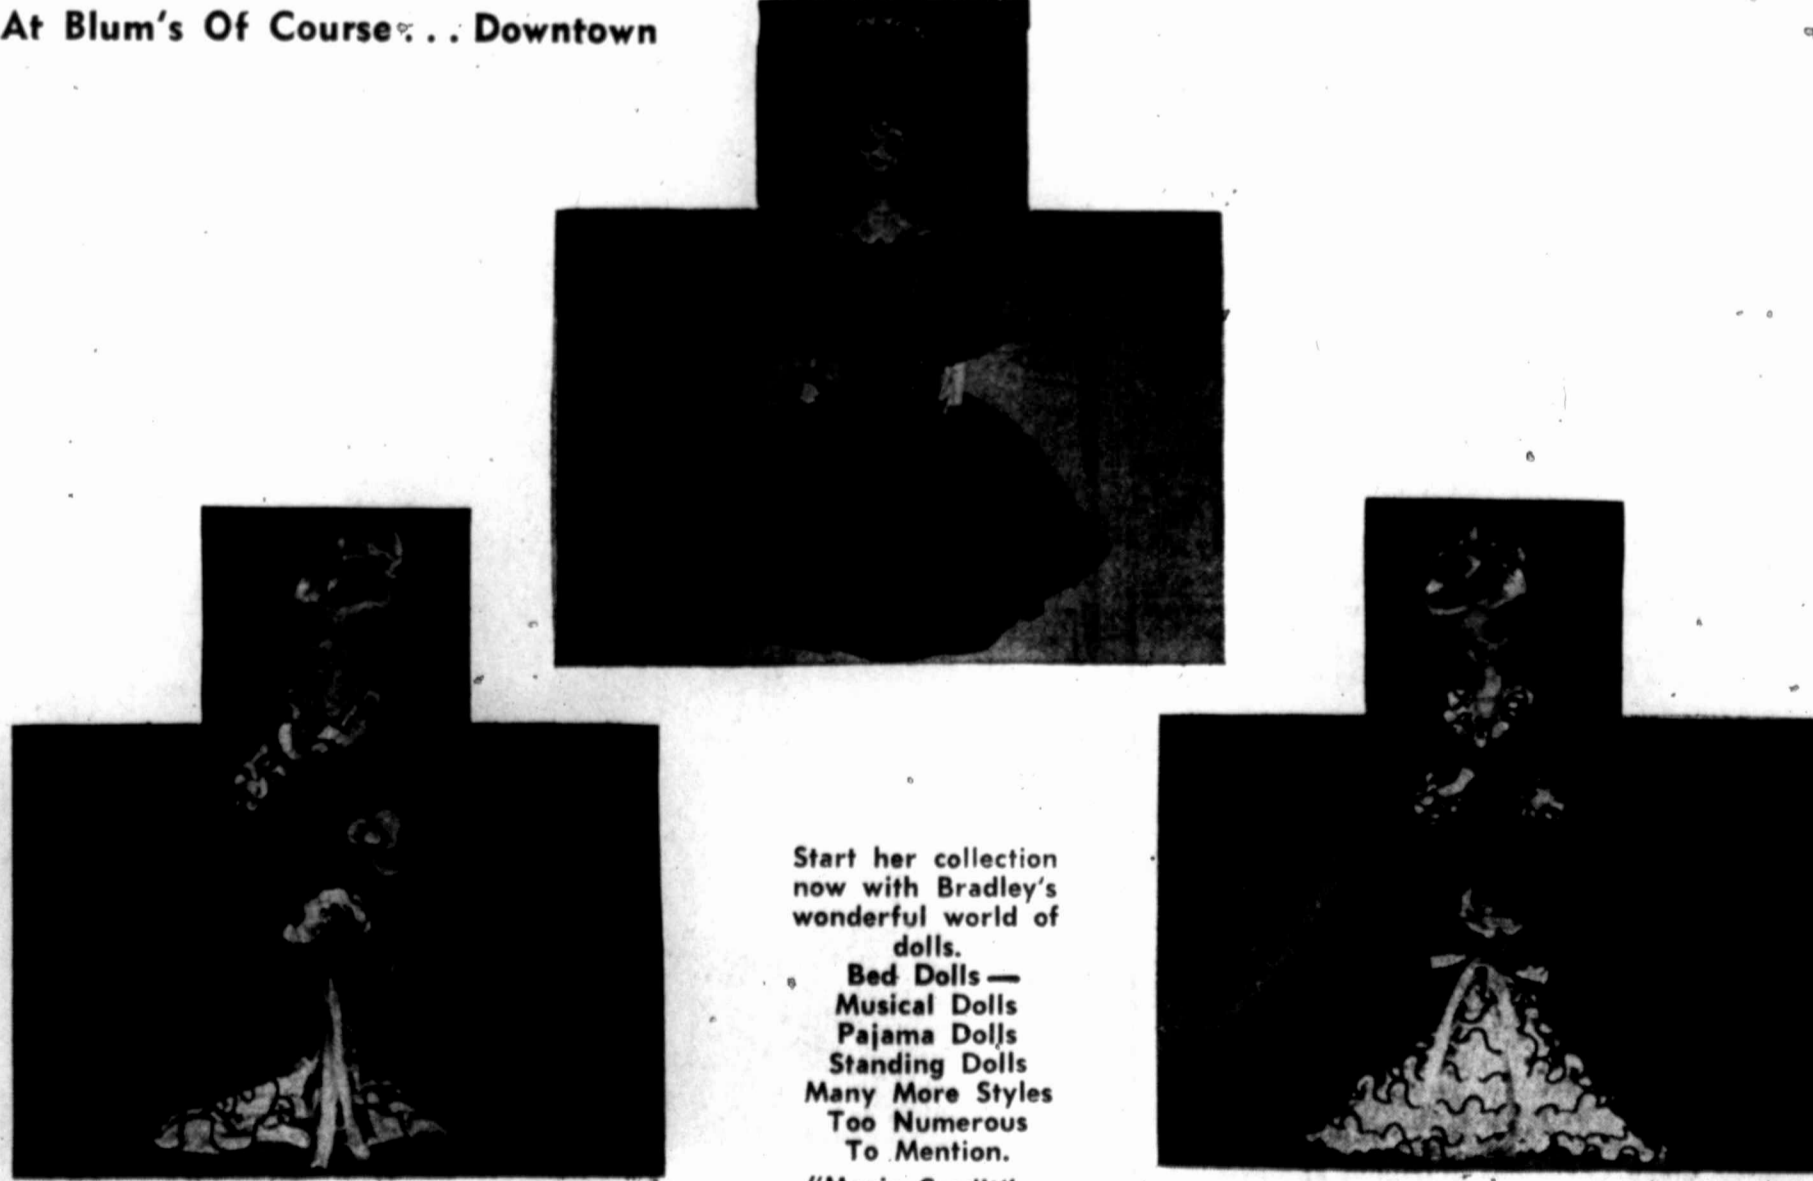 At Blum's Of Course . . . Downtown
Start her collection
now with Bradley's
wonderful world of
dolls.
Bed Dolls —
Musical Dolls
Pajama Dolls
Standing Dolls
Many More Styles
Too Numerous
To Mention.